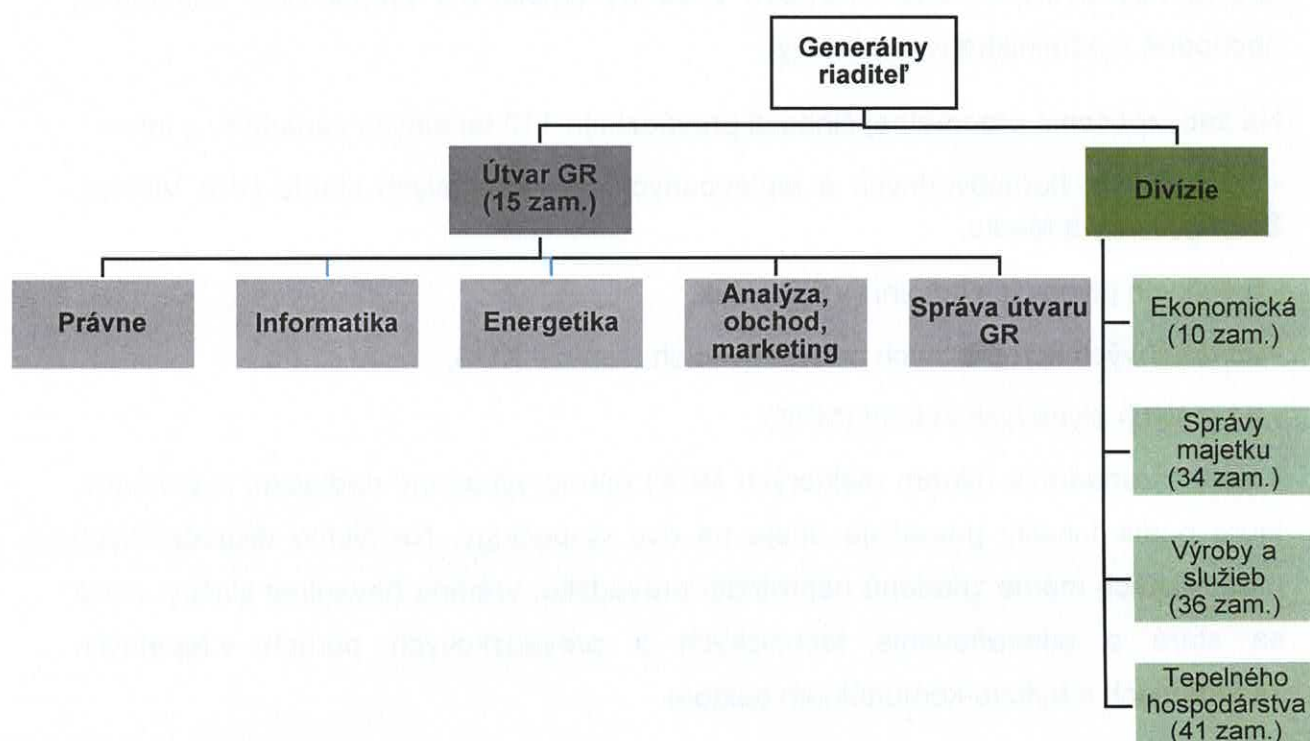 Generálny
riaditeľ
Útvar GR
(15 zam.)
Divízie
Právne
Informatika
Energetika
Analýza,
obchod,
marketing
Správa útvaru
GR
Ekonomická
(10 zam.)
Správy
majetku
(34 zam.)
Výroby a
služieb
(36 zam.)
Tepelného
hospodárstva
(41 zam.)